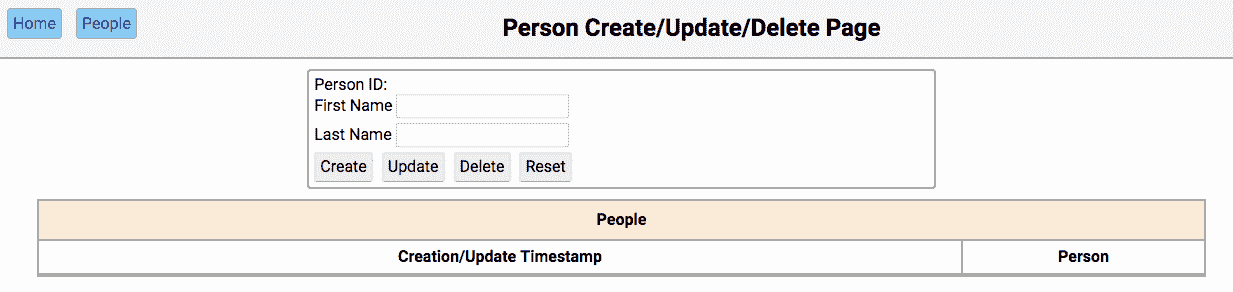 Home People Person Create/Update/Delete Page
Person ID:
First Name
Last Name
Create Update Delete Reset
People
Creation/Update Timestamp Person